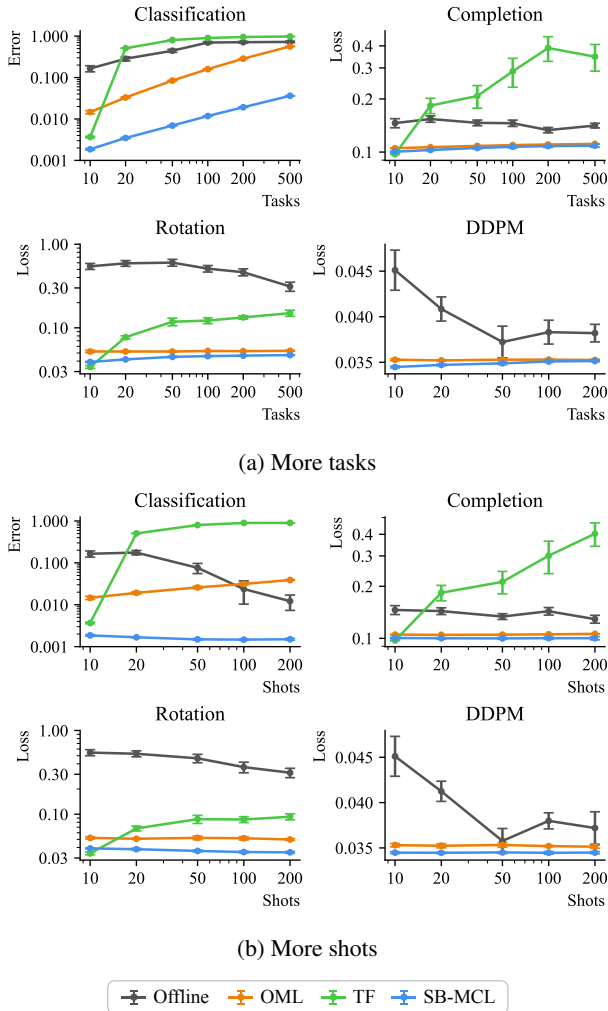 Classification
Completion
Error
1.000
0.100
0.010
0.001
10 20 50 100 200 500
Tasks
Loss
0.4
0.3
0.2
0.1
10 20 50 100 200 500
Tasks
Rotation
DDPM
Loss
1.00
0.30
0.10
0.03
10 20 50 100 200 500
Tasks
Loss
0.045
0.040
0.035
10 20 50 100 200
Tasks
(a) More tasks
Classification
Completion
Error
1.000
0.100
0.010
0.001
10 20 50 100 200
Shots
Loss
0.4
0.3
0.2
0.1
10 20 50 100 200
Shots
Rotation
DDPM
Loss
1.00
0.30
0.10
0.03
10 20 50 100 200
Shots
Loss
0.045
0.040
0.035
10 20 50 100 200
Shots
(b) More shots
Offline OML TF SB-MCL